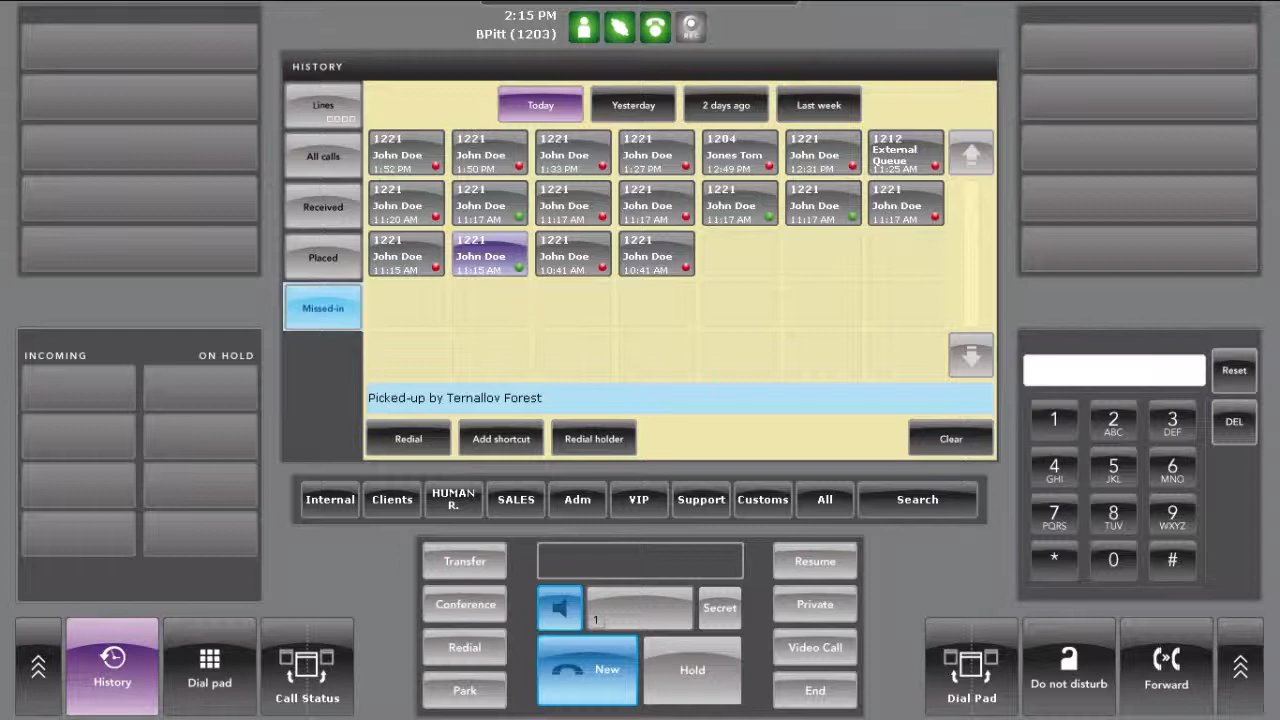 2:15 PM
BPitt (1203)
REC
HISTORY
Lines
All calls
Received
Placed
Missed-in
Today
Yesterday
2 days ago
Last week
1221
John Doe
1:52 PM
1221
John Doe
1:50 PM
1221
John Doe
1:33 PM
1221
John Doe
1:27 PM
1204
Jones Tom
12:49 PM
1221
John Doe
12:31 PM
1212
External
Queue
11:25 AM
1221
John Doe
11:20 AM
1221
John Doe
11:17 AM
1221
John Doe
11:17 AM
1221
John Doe
11:17 AM
1221
John Doe
11:17 AM
1221
John Doe
11:17 AM
1221
John Doe
11:17 AM
1221
John Doe
11:15 AM
1221
John Doe
11:15 AM
1221
John Doe
10:41 AM
1221
John Doe
10:41 AM
Picked-up by Ternallov Forest
Redial
Add shortcut
Redial holder
Clear
INCOMING
ON HOLD
Internal
Clients
HUMAN
R.
SALES
Adm
VIP
Support
Customs
All
Search
Transfer
Conference
Redial
Park
1
Secret
New
Hold
Resume
Private
Video Call
End
Reset
DEL
1
2
ABC
3
DEF
4
GHI
5
JKL
6
MNO
7
PQRS
8
TUV
9
WXYZ
*
0
#
History
Dial pad
Call Status
Dial Pad
Do not disturb
Forward